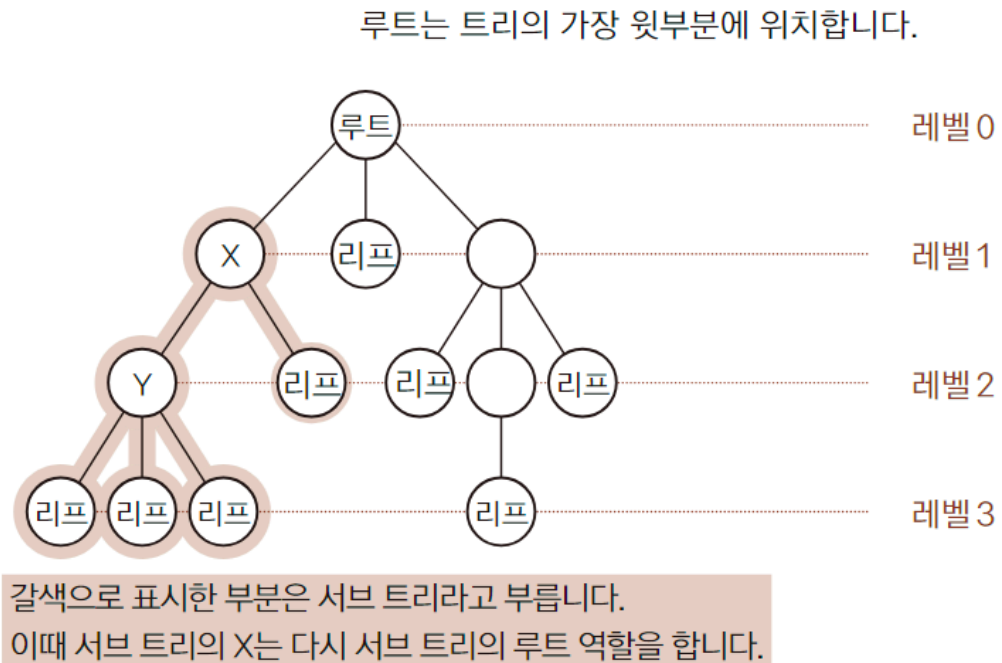 루트는 트리의 가장 윗부분에 위치합니다.
루트 레벨 0
X 리프 레벨 1
Y 리프 리프 리프 레벨 2
리프 리프 리프 리프 레벨 3
갈색으로 표시한 부분은 서브 트리라고 부릅니다.
이때 서브 트리의 X는 다시 서브 트리의 루트 역할을 합니다.